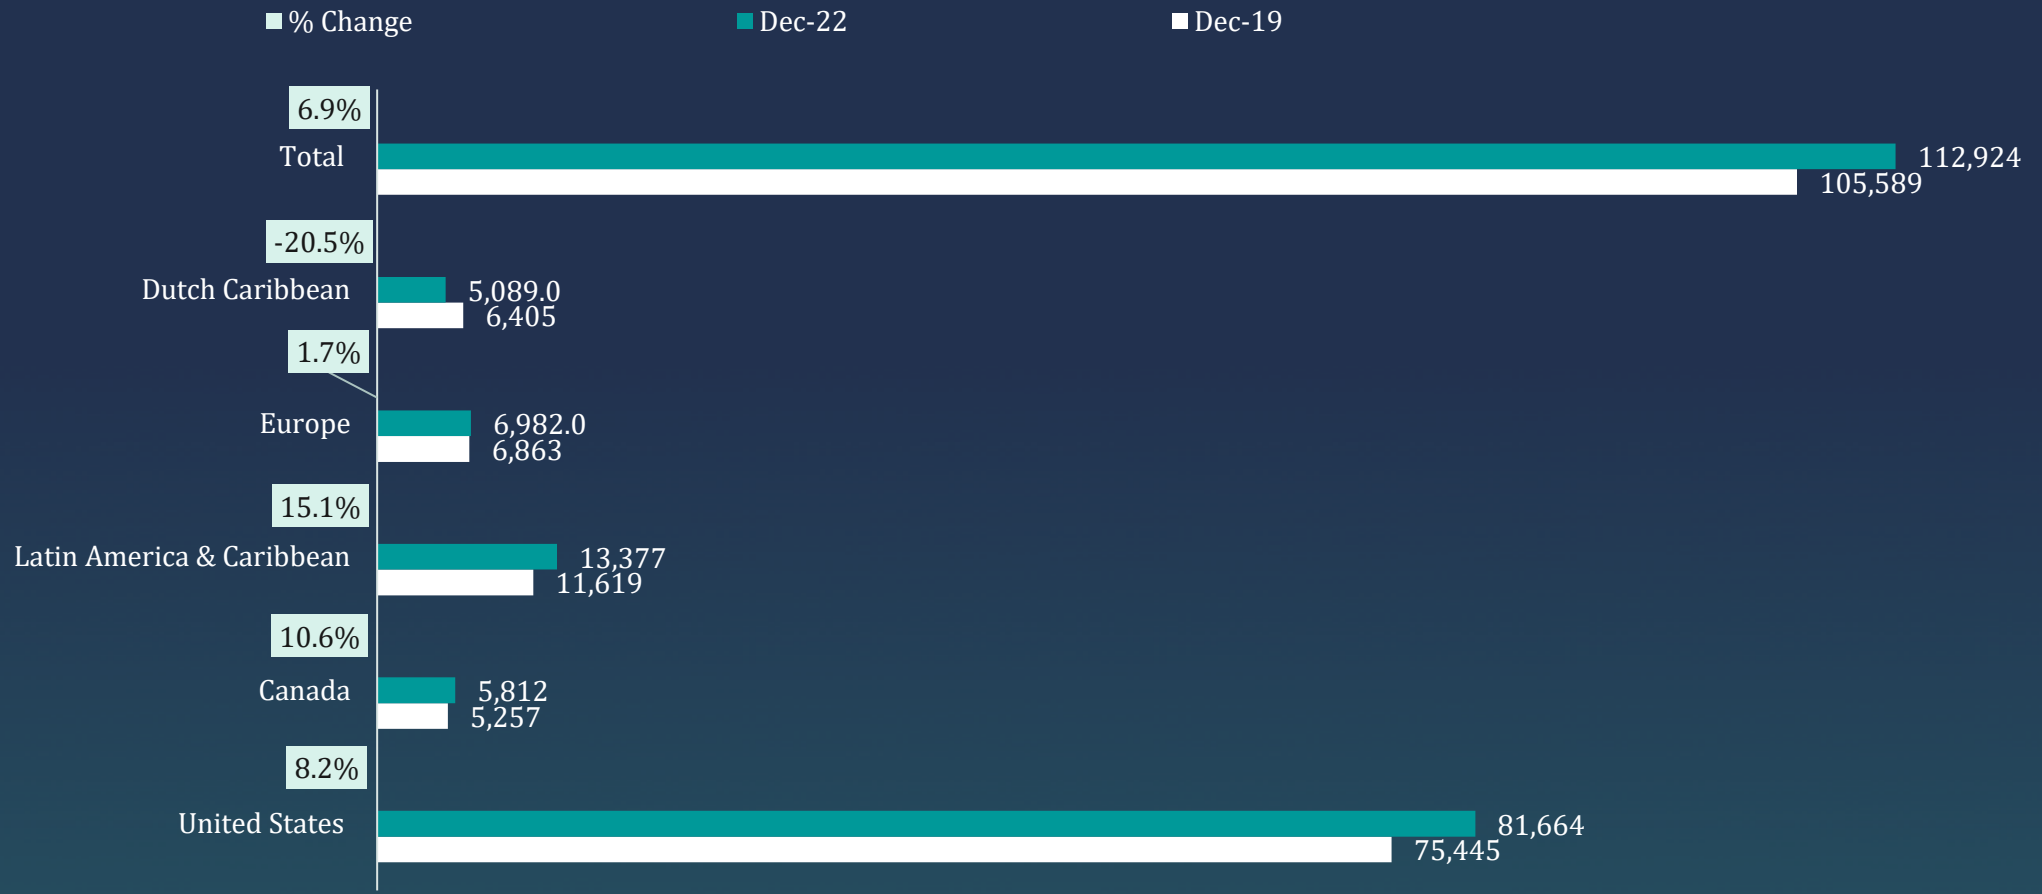 % Change
Dec-22
Dec-19
6.9%
Total
112,924
105,589
-20.5%
Dutch Caribbean
5,089.0
6,405
1.7%
Europe
6,982.0
6,863
15.1%
Latin America & Caribbean
13,377
11,619
10.6%
Canada
5,812
5,257
8.2%
United States
81,664
75,445